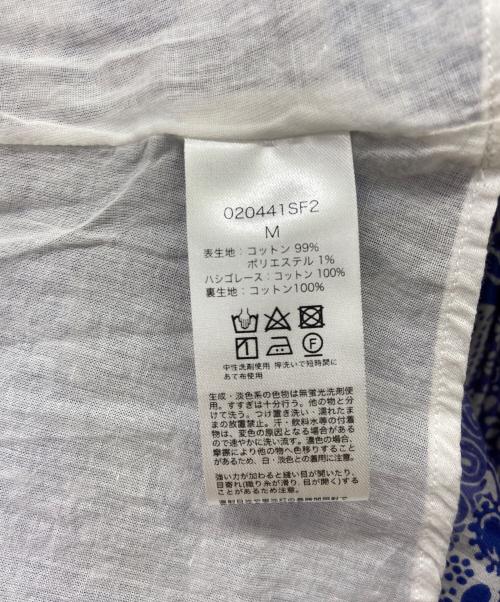 020441SF2
M
表生地：コットン 99%
ポリエステル 1%
ハシゴレース：コットン 100%
裏生地：コットン100%
中性洗剤使用 押洗いで短時間に
あて布使用
生成・淡色系の色物は無蛍光洗剤使
用。すすぎは十分行う。他の物と分
けて洗う。つけ置き洗い・濡れたま
まの放置禁止。汗・飲料水等の付着
物は、変色の原因となる場合がある
ので速やかに洗い流す。濃色の場合、
摩擦により他の物へ色移りすることが
あるため、白・淡色との着用に注意。
強い力が加わると縫い目が開いたり、
目寄れ(織り糸が滑り、目が開く)する
ことがあるため注意。